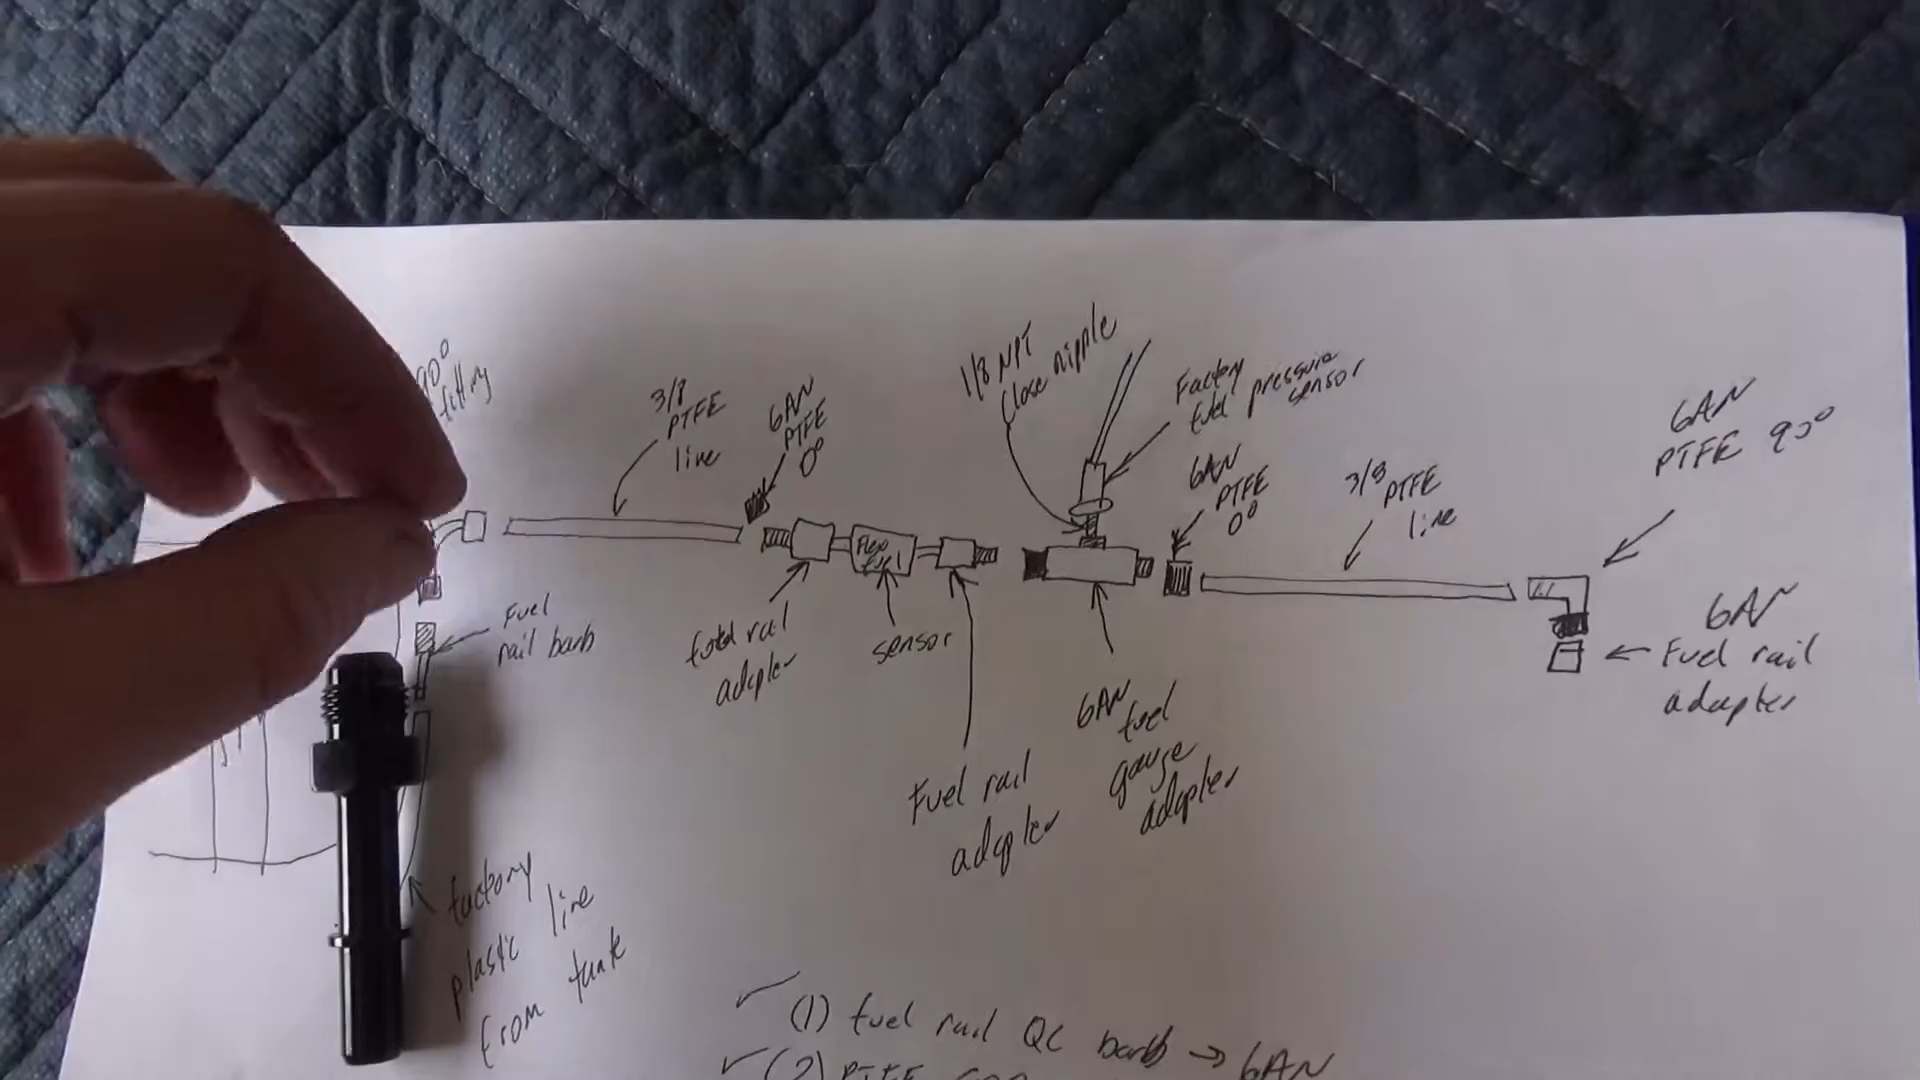 90°
fitting
3/8
PTFE
line
6AN
PTFE
0°
1/8 NPT
Close nipple
Factory
fuel pressure
sensor
6AN
PTFE
0°
3/8 PTFE
line
6AN
PTFE 90°
Flex
fuel
Fuel
rail barb
rail
adapter
sensor
Fuel rail
adapter
6AN
fuel
gauge
adapter
6AN
Fuel rail
adapter
factory
plastic line
from tank
(1) fuel rail QC barb → 6AN
(2) PTFE